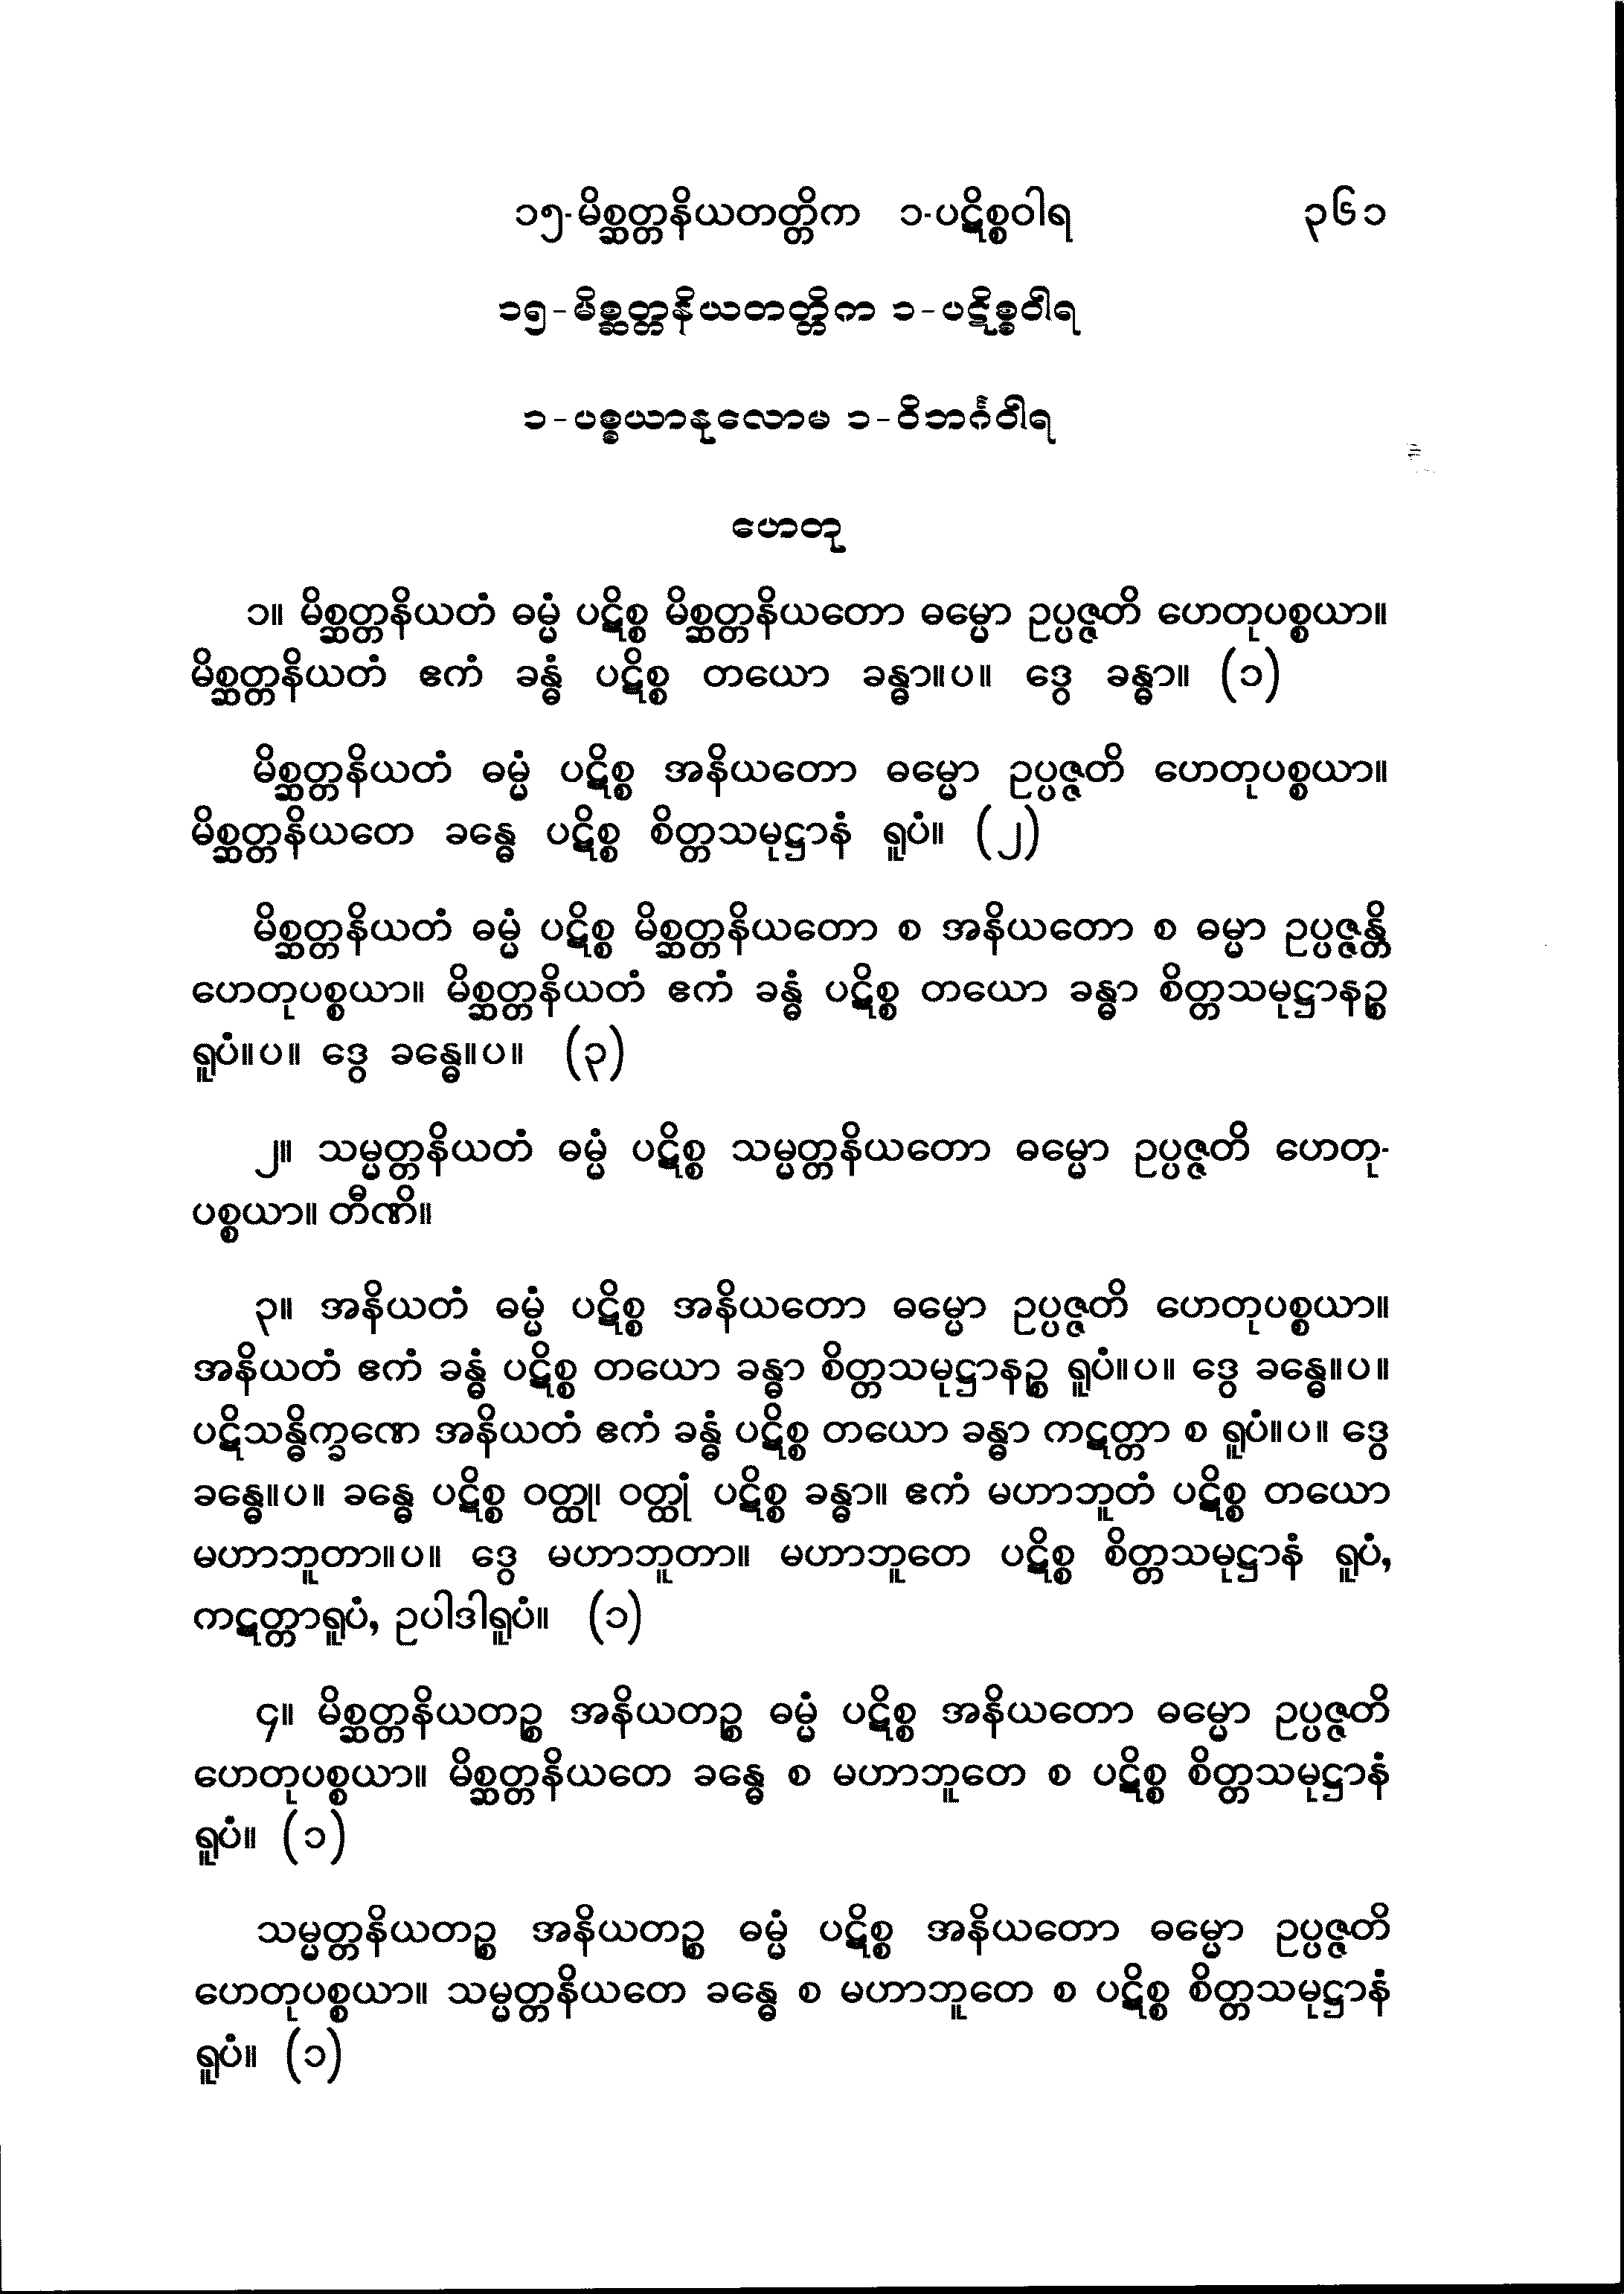 ၁၅-မိစ္ဆတ္တနိယတတ္တိက ၁-ပဋိစ္စဝါရ ၃၆၁
၁၅-မိစ္ဆတ္တနိယတတ္တိက ၁-ပဋိစ္စဝါရ
၁-ပစ္စယာနုလောမ ၁-ဝိဘင်္ဂဝါရ
ဟေတု
၁။ မိစ္ဆတ္တနိယတံ ဓမ္မံ ပဋိစ္စ မိစ္ဆတ္တနိယတော ဓမ္မော ဥပ္ပဇ္ဇတိ ဟေတုပစ္စယာ။
မိစ္ဆတ္တနိယတံ ဧကံ ခန္ဓံ ပဋိစ္စ တယော ခန္ဓာ။ပ။ ဒွေ ခန္ဓာ။ (၁)
မိစ္ဆတ္တနိယတံ ဓမ္မံ ပဋိစ္စ အနိယတော ဓမ္မော ဥပ္ပဇ္ဇတိ ဟေတုပစ္စယာ။
မိစ္ဆတ္တနိယတေ ခန္ဓေ ပဋိစ္စ စိတ္တသမုဋ္ဌာနံ ရူပံ။ (၂)
မိစ္ဆတ္တနိယတံ ဓမ္မံ ပဋိစ္စ မိစ္ဆတ္တနိယတော စ အနိယတော စ ဓမ္မာ ဥပ္ပဇ္ဇန္တိ
ဟေတုပစ္စယာ။ မိစ္ဆတ္တနိယတံ ဧကံ ခန္ဓံ ပဋိစ္စ တယော ခန္ဓာ စိတ္တသမုဋ္ဌာနဉ္စ
ရူပံ။ပ။ ဒွေ ခန္ဓေ။ပ။ (၃)
၂။ သမ္မတ္တနိယတံ ဓမ္မံ ပဋိစ္စ သမ္မတ္တနိယတော ဓမ္မော ဥပ္ပဇ္ဇတိ ဟေတု-
ပစ္စယာ။ တီဏိ။
၃။ အနိယတံ ဓမ္မံ ပဋိစ္စ အနိယတော ဓမ္မော ဥပ္ပဇ္ဇတိ ဟေတုပစ္စယာ။
အနိယတံ ဧကံ ခန္ဓံ ပဋိစ္စ တယော ခန္ဓာ စိတ္တသမုဋ္ဌာနဉ္စ ရူပံ။ပ။ ဒွေ ခန္ဓေ။ပ။
ပဋိသန္ဓိက္ခဏေ အနိယတံ ဧကံ ခန္ဓံ ပဋိစ္စ တယော ခန္ဓာ ကဋတ္တာ စ ရူပံ။ပ။ ဒွေ
ခန္ဓေ။ပ။ ခန္ဓေ ပဋိစ္စ ဝတ္ထု၊ ဝတ္ထုံ ပဋိစ္စ ခန္ဓာ။ ဧကံ မဟာဘူတံ ပဋိစ္စ တယော
မဟာဘူတာ။ပ။ ဒွေ မဟာဘူတာ။ မဟာဘူတေ ပဋိစ္စ စိတ္တသမုဋ္ဌာနံ ရူပံ,
ကဋတ္တာရူပံ, ဥပါဒါရူပံ။ (၁)
၄။ မိစ္ဆတ္တနိယတဉ္စ အနိယတဉ္စ ဓမ္မံ ပဋိစ္စ အနိယတော ဓမ္မော ဥပ္ပဇ္ဇတိ
ဟေတုပစ္စယာ။ မိစ္ဆတ္တနိယတေ ခန္ဓေ စ မဟာဘူတေ စ ပဋိစ္စ စိတ္တသမုဋ္ဌာနံ
ရူပံ။ (၁)
သမ္မတ္တနိယတဉ္စ အနိယတဉ္စ ဓမ္မံ ပဋိစ္စ အနိယတော ဓမ္မော ဥပ္ပဇ္ဇတိ
ဟေတုပစ္စယာ။ သမ္မတ္တနိယတေ ခန္ဓေ စ မဟာဘူတေ စ ပဋိစ္စ စိတ္တသမုဋ္ဌာနံ
ရူပံ။ (၁)